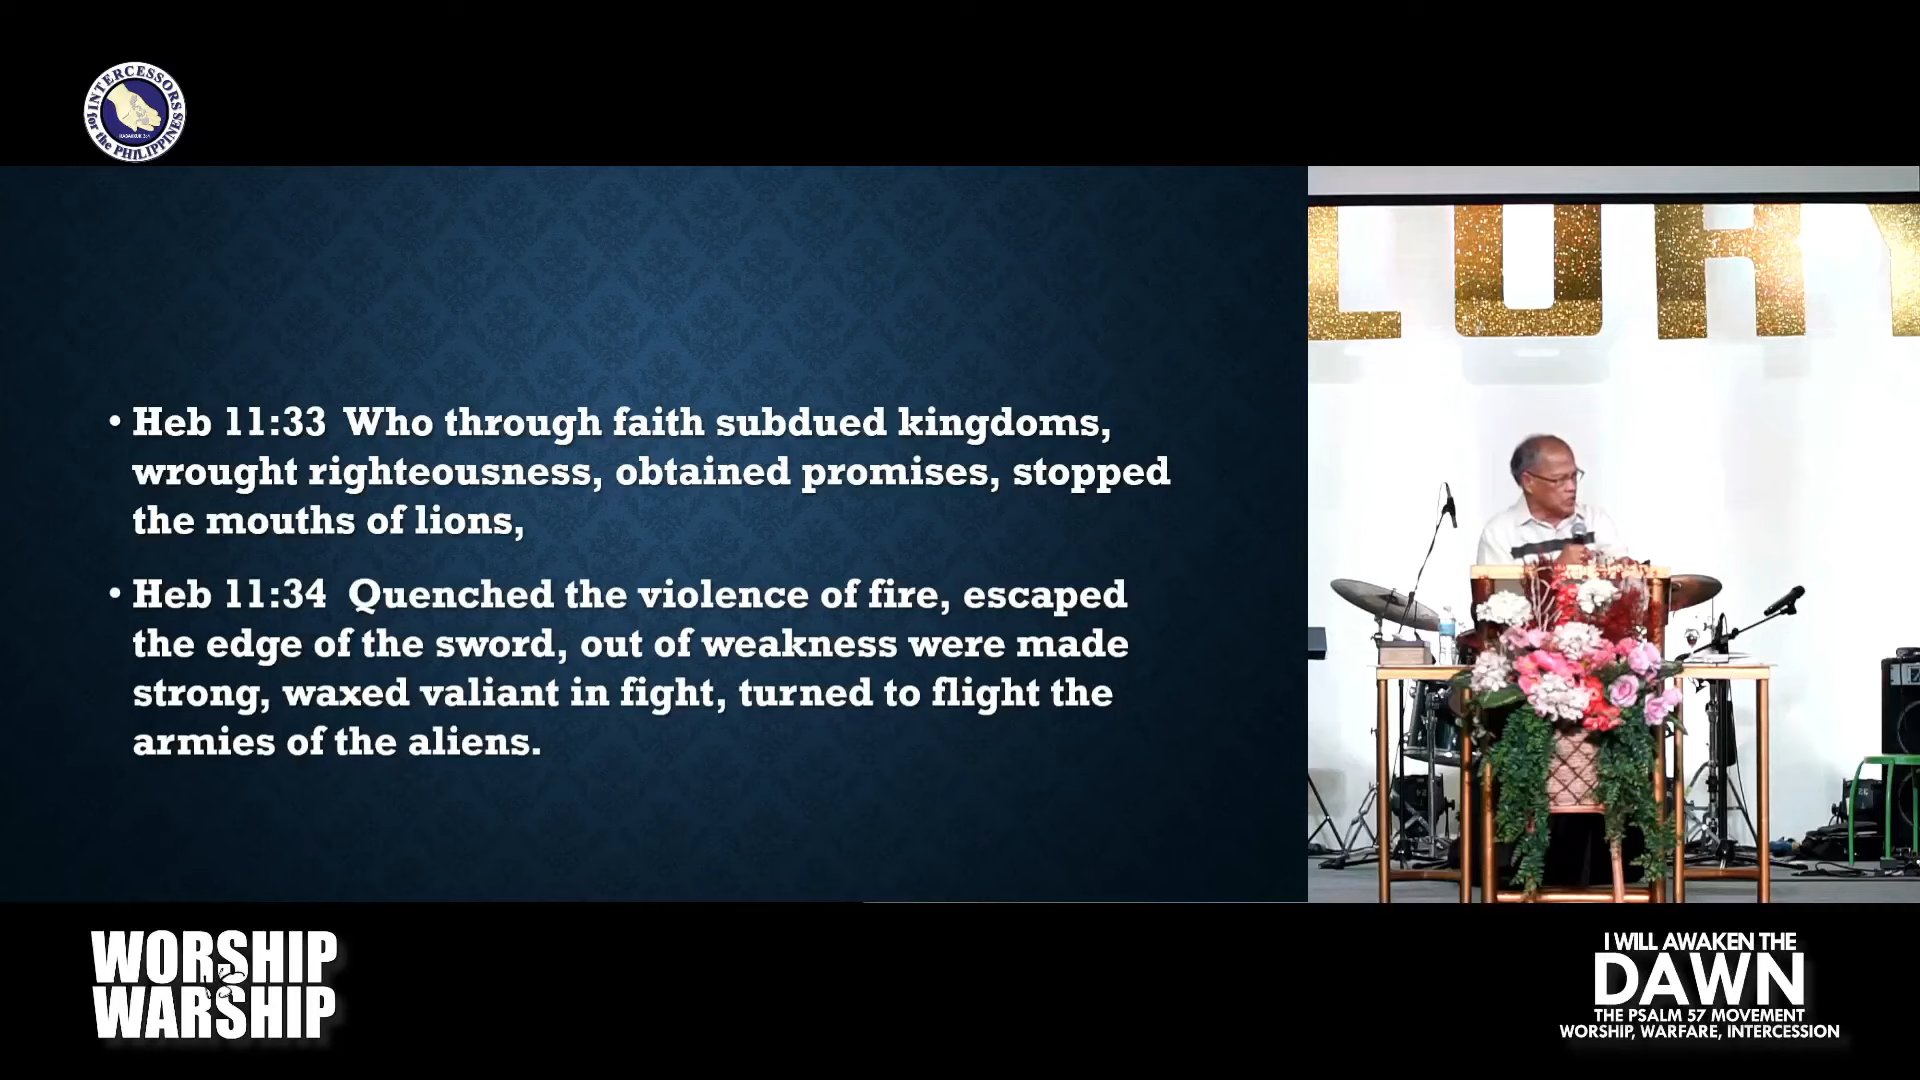 INTERCESSORS
for the PHILIPPINES
• Heb 11:33 Who through faith subdued kingdoms,
wrought righteousness, obtained promises, stopped
the mouths of lions,
• Heb 11:34 Quenched the violence of fire, escaped
the edge of the sword, out of weakness were made
strong, waxed valiant in fight, turned to flight the
armies of the aliens.
WORSHIP
WARSHIP
I WILL AWAKEN THE
DAWN
THE PSALM 57 MOVEMENT
WORSHIP, WARFARE, INTERCESSION